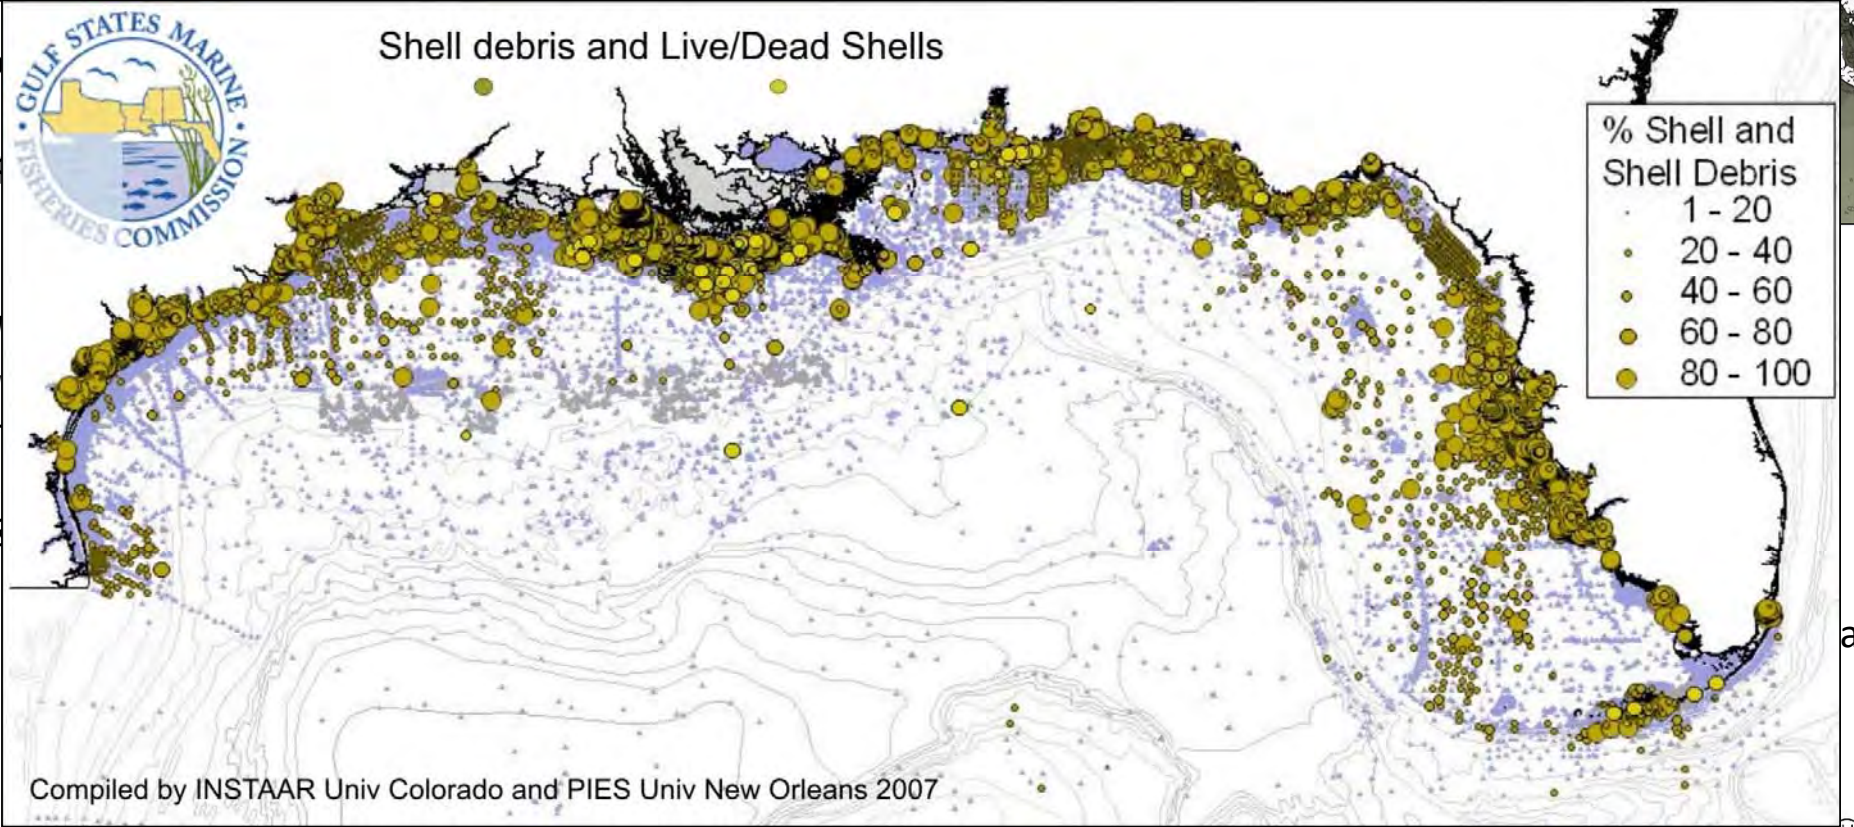 GULF STATES MARINE
FISHERIES COMMISSION
Shell debris and Live/Dead Shells
% Shell and
Shell Debris
1 - 20
20 - 40
40 - 60
60 - 80
80 - 100
Compiled by INSTAAR Univ Colorado and PIES Univ New Orleans 2007